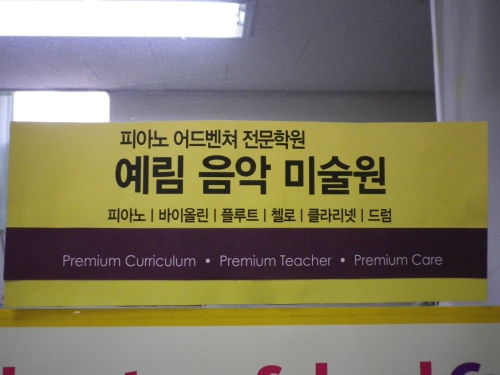 피아노 어드벤쳐 전문학원
예림 음악 미술원
피아노 | 바이올린 | 플루트 | 첼로 | 클라리넷 | 드럼
Premium Curriculum • Premium Teacher • Premium Care
School